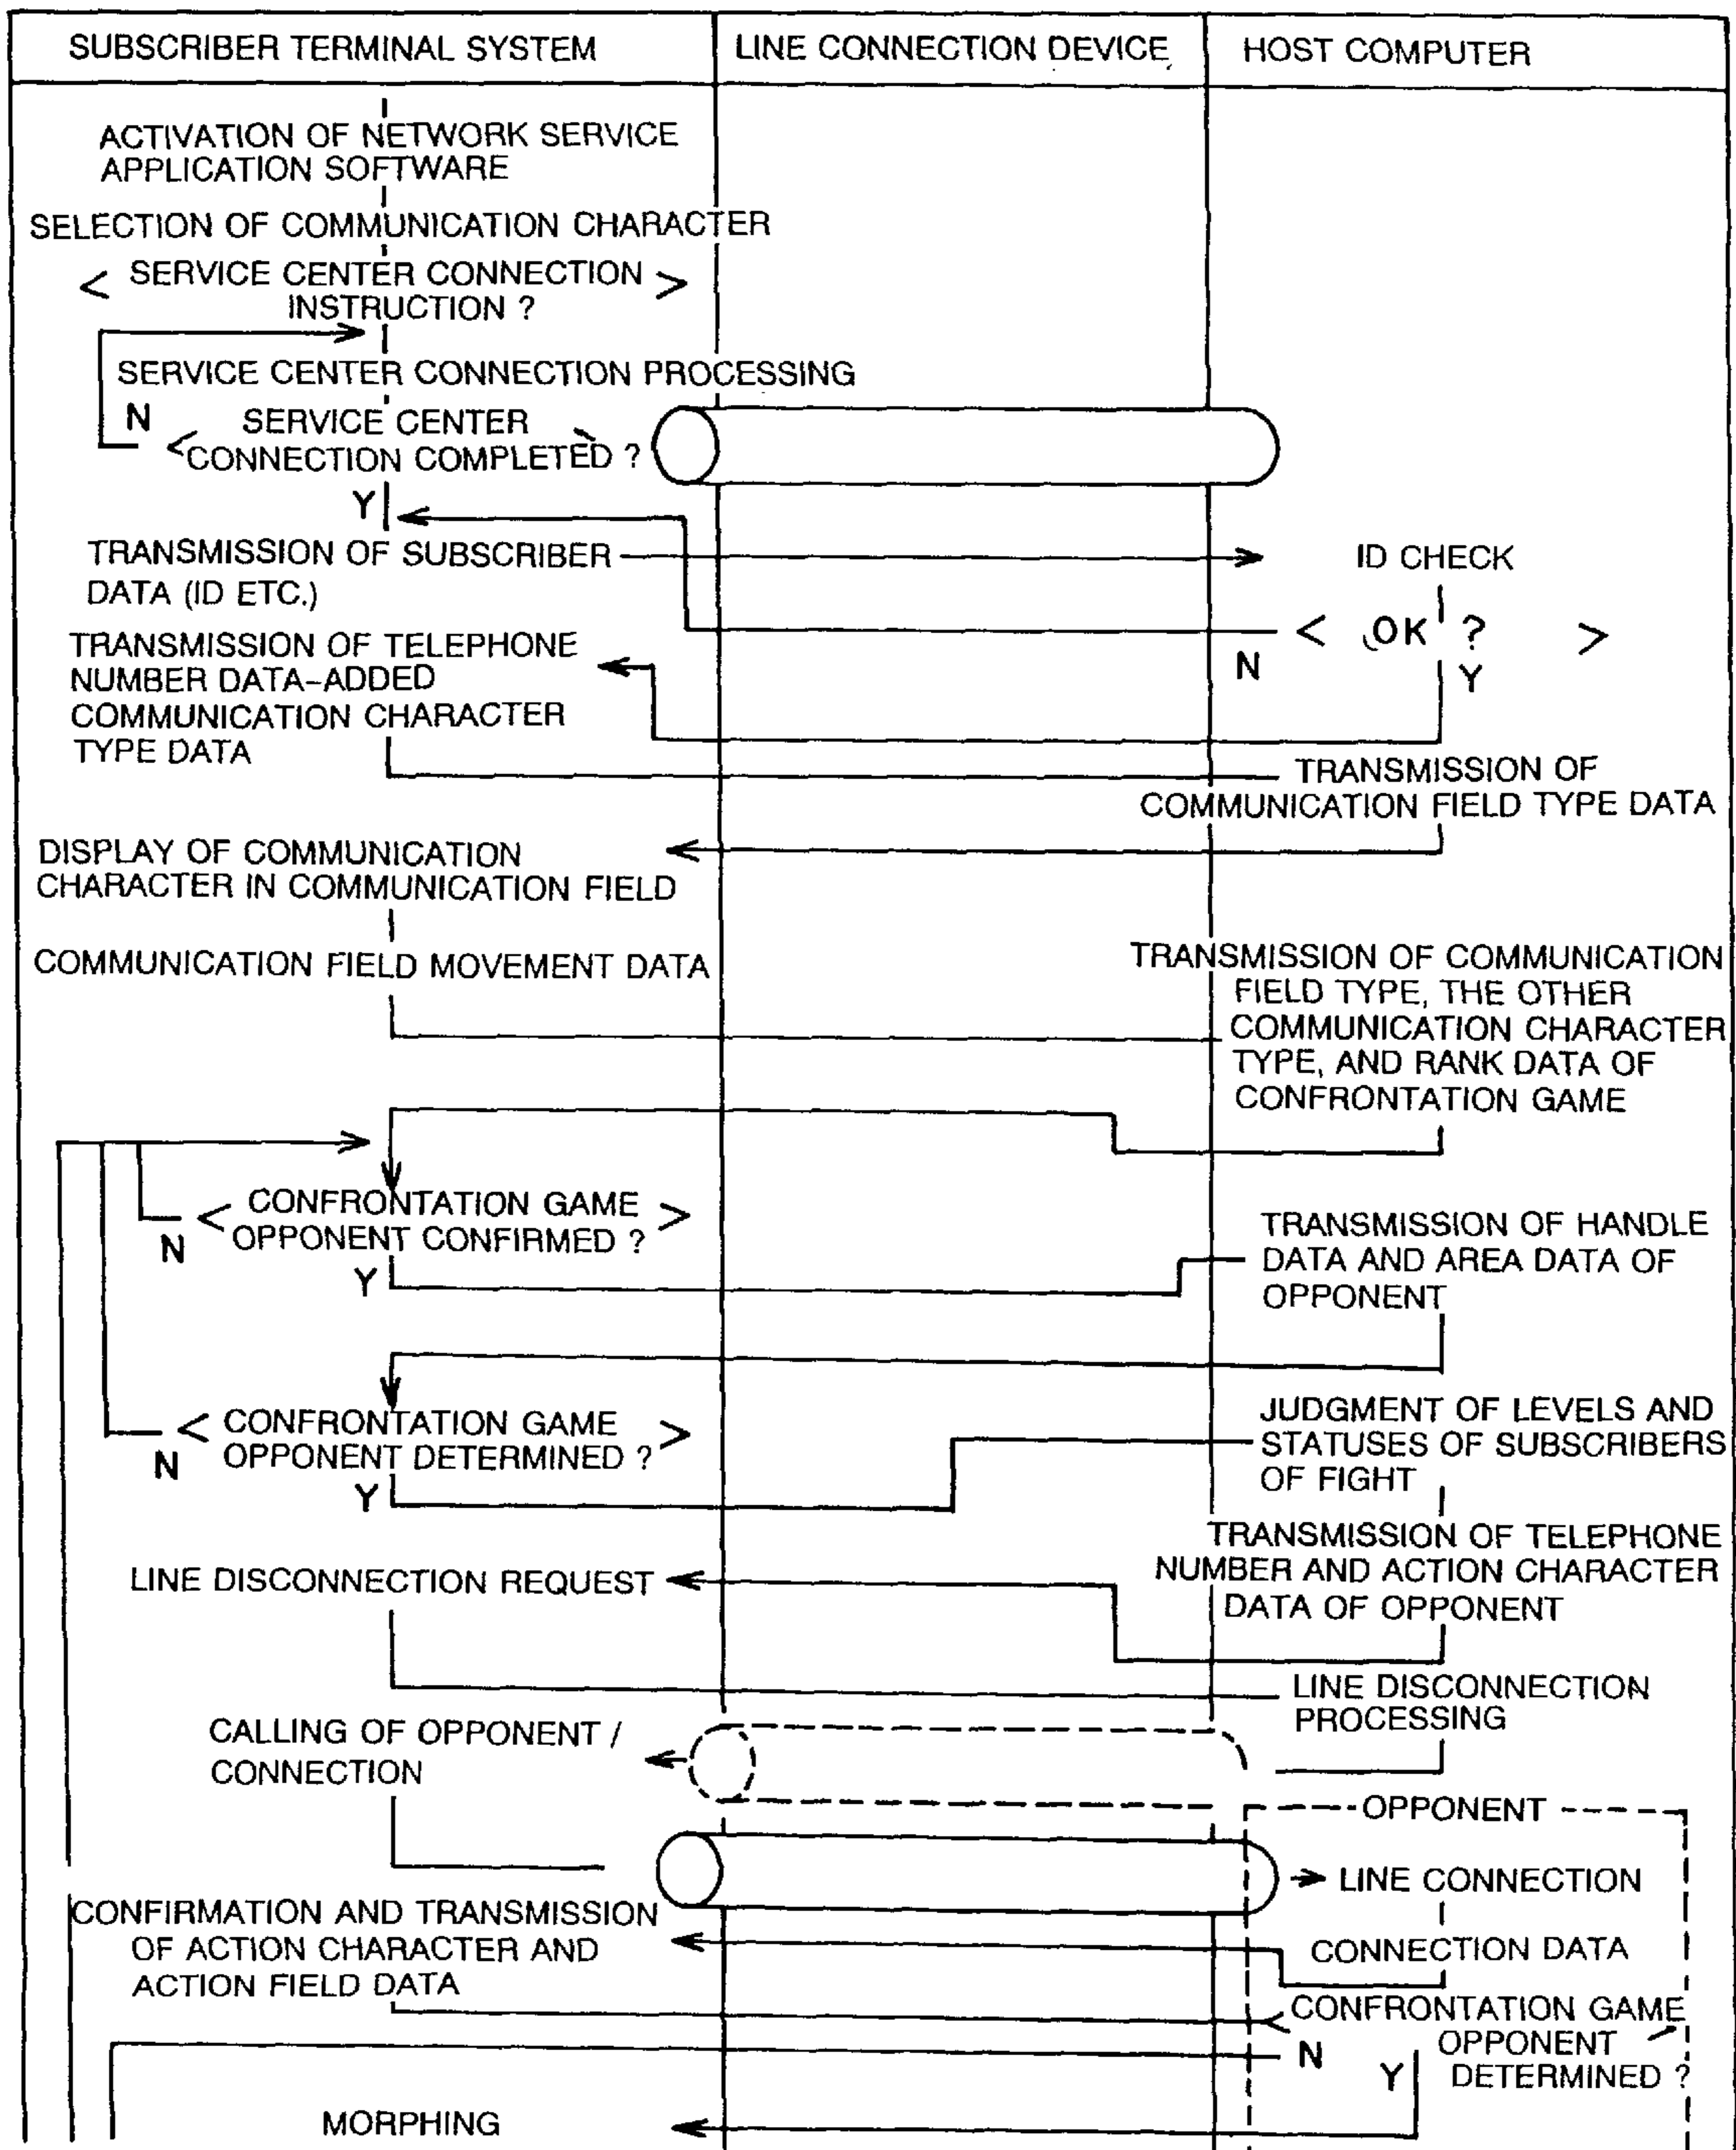 SUBSCRIBER TERMINAL SYSTEM
LINE CONNECTION DEVICE
HOST COMPUTER
ACTIVATION OF NETWORK SERVICE
APPLICATION SOFTWARE
SELECTION OF COMMUNICATION CHARACTER
< SERVICE CENTER CONNECTION >
INSTRUCTION ?
SERVICE CENTER CONNECTION PROCESSING
N
< SERVICE CENTER >
CONNECTION COMPLETED ?
Y
TRANSMISSION OF SUBSCRIBER
DATA (ID ETC.)
ID CHECK
< OK ? >
N
Y
TRANSMISSION OF TELEPHONE
NUMBER DATA-ADDED
COMMUNICATION CHARACTER
TYPE DATA
TRANSMISSION OF
COMMUNICATION FIELD TYPE DATA
DISPLAY OF COMMUNICATION
CHARACTER IN COMMUNICATION FIELD
COMMUNICATION FIELD MOVEMENT DATA
TRANSMISSION OF COMMUNICATION
FIELD TYPE, THE OTHER
COMMUNICATION CHARACTER
TYPE, AND RANK DATA OF
CONFRONTATION GAME
< CONFRONTATION GAME >
OPPONENT CONFIRMED ?
N
Y
TRANSMISSION OF HANDLE
DATA AND AREA DATA OF
OPPONENT
< CONFRONTATION GAME >
OPPONENT DETERMINED ?
N
Y
JUDGMENT OF LEVELS AND
STATUSES OF SUBSCRIBERS
OF FIGHT
TRANSMISSION OF TELEPHONE
NUMBER AND ACTION CHARACTER
DATA OF OPPONENT
LINE DISCONNECTION REQUEST
LINE DISCONNECTION
PROCESSING
CALLING OF OPPONENT /
CONNECTION
OPPONENT
LINE CONNECTION
CONFIRMATION AND TRANSMISSION
OF ACTION CHARACTER AND
ACTION FIELD DATA
CONNECTION DATA
< CONFRONTATION GAME
OPPONENT >
DETERMINED ?
N
Y
MORPHING